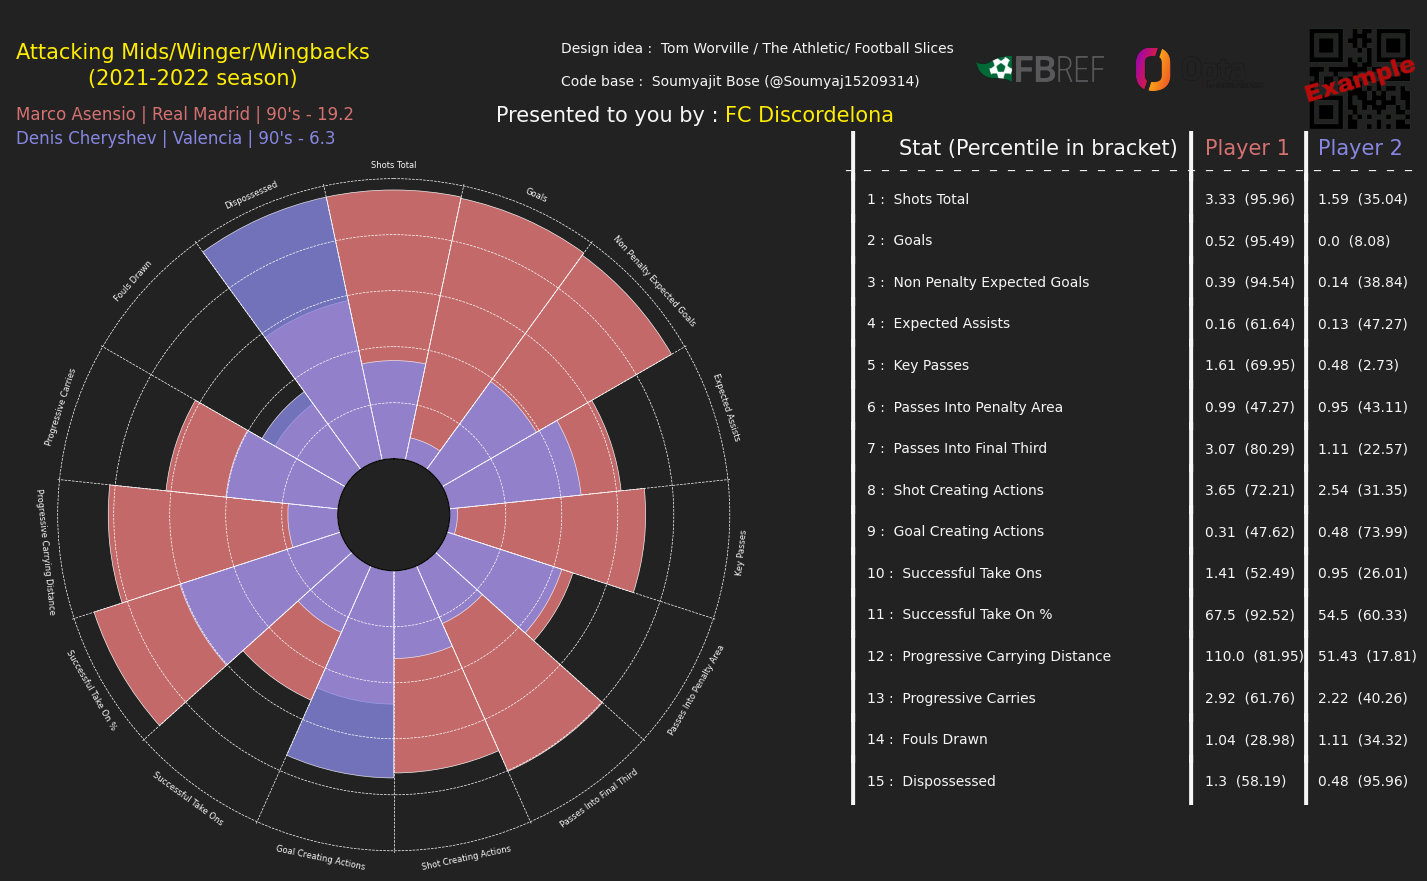 Attacking Mids/Winger/Wingbacks
(2021-2022 season)
Marco Asensio | Real Madrid | 90's - 19.2
Denis Cheryshev | Valencia | 90's - 6.3
Design idea :  Tom Worville / The Athletic/ Football Slices
Code base :  Soumyajit Bose (@Soumyaj15209314)
Presented to you by : FC Discordelona
FBREF
Opta
Example
Shots Total
Goals
Non Penalty Expected Goals
Expected Assists
Key Passes
Passes Into Penalty Area
Passes Into Final Third
Shot Creating Actions
Goal Creating Actions
Successful Take Ons
Successful Take On %
Progressive Carrying Distance
Progressive Carries
Fouls Drawn
Dispossessed
Stat (Percentile in bracket) Player 1 Player 2
1 :  Shots Total 3.33  (95.96) 1.59  (35.04)
2 :  Goals 0.52  (95.49) 0.0  (8.08)
3 :  Non Penalty Expected Goals 0.39  (94.54) 0.14  (38.84)
4 :  Expected Assists 0.16  (61.64) 0.13  (47.27)
5 :  Key Passes 1.61  (69.95) 0.48  (2.73)
6 :  Passes Into Penalty Area 0.99  (47.27) 0.95  (43.11)
7 :  Passes Into Final Third 3.07  (80.29) 1.11  (22.57)
8 :  Shot Creating Actions 3.65  (72.21) 2.54  (31.35)
9 :  Goal Creating Actions 0.31  (47.62) 0.48  (73.99)
10 :  Successful Take Ons 1.41  (52.49) 0.95  (26.01)
11 :  Successful Take On % 67.5  (92.52) 54.5  (60.33)
12 :  Progressive Carrying Distance 110.0  (81.95) 51.43  (17.81)
13 :  Progressive Carries 2.92  (61.76) 2.22  (40.26)
14 :  Fouls Drawn 1.04  (28.98) 1.11  (34.32)
15 :  Dispossessed 1.3  (58.19) 0.48  (95.96)